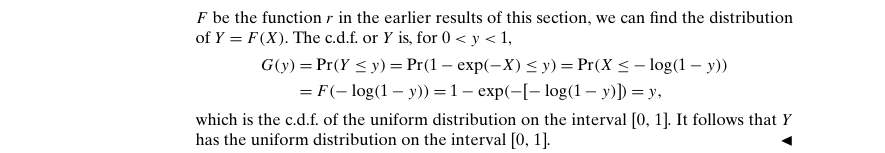 F be the function r in the earlier results of this section, we can find the distribution
of Y = F(X). The c.d.f. or Y is, for 0 < y < 1,
G(y) = Pr(Y ≤ y) = Pr(1 − exp(−X) ≤ y) = Pr(X ≤ − log(1 − y))
= F(− log(1 − y)) = 1 − exp(−[− log(1 − y)]) = y,
which is the c.d.f. of the uniform distribution on the interval [0, 1]. It follows that Y
has the uniform distribution on the interval [0, 1]. ◄